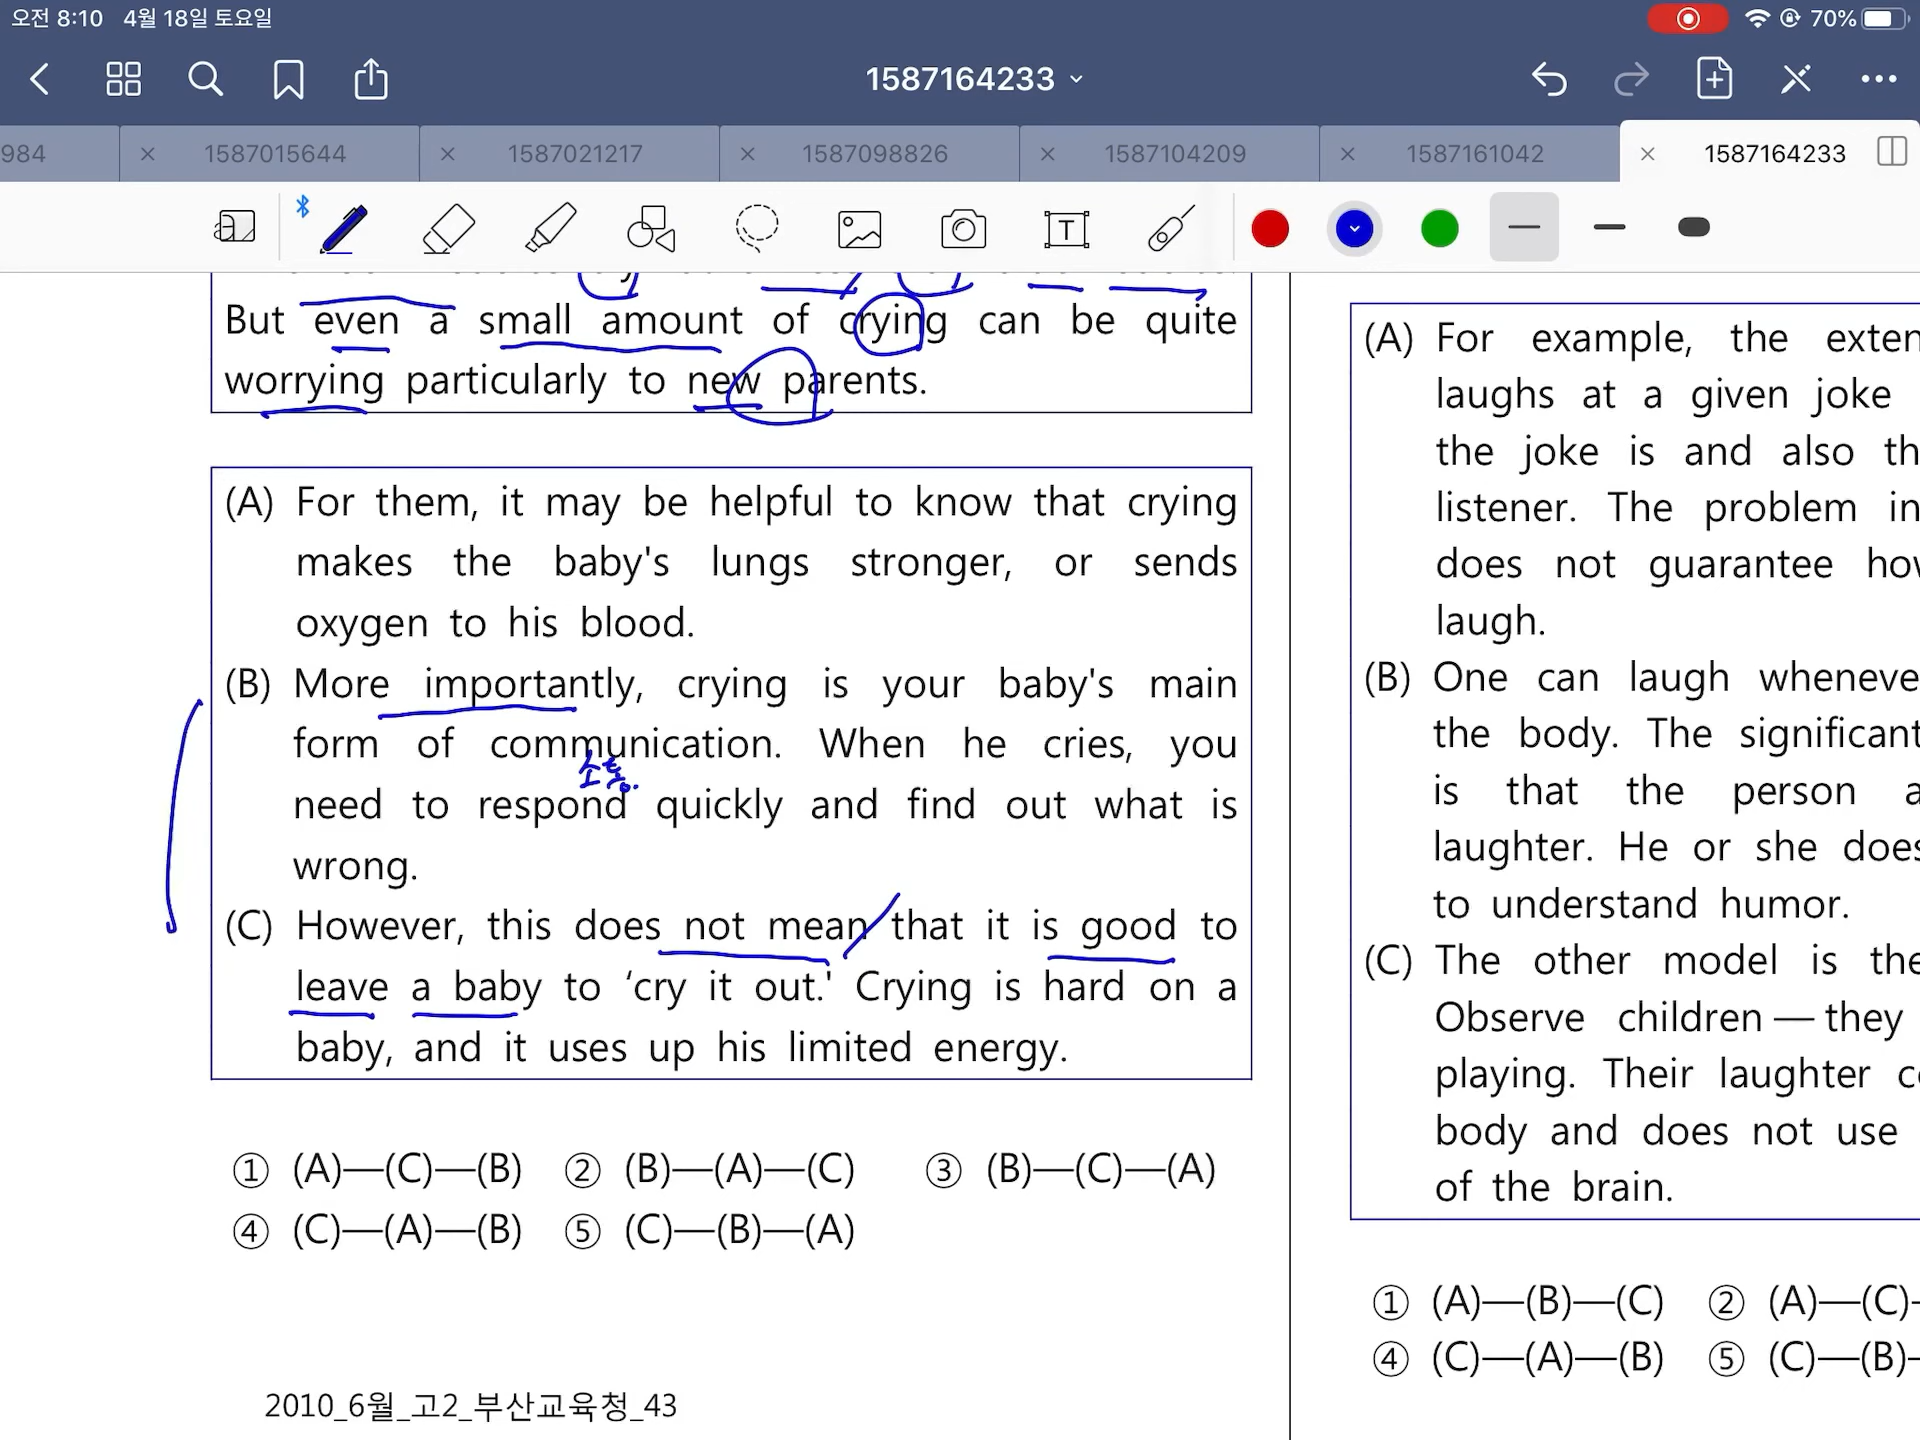 오전 8:10 4월 18일 토요일
70%
1587164233
984
1587015644
1587021217
1587098826
1587104209
1587161042
1587164233
But even a small amount of crying can be quite
worrying particularly to new parents.
(A) For them, it may be helpful to know that crying
makes the baby's lungs stronger, or sends
oxygen to his blood.
(B) More importantly, crying is your baby's main
form of communication. When he cries, you
소통.
need to respond quickly and find out what is
wrong.
(C) However, this does not mean that it is good to
leave a baby to ‘cry it out.' Crying is hard on a
baby, and it uses up his limited energy.
① (A)—(C)—(B) ② (B)—(A)—(C) ③ (B)—(C)—(A)
④ (C)—(A)—(B) ⑤ (C)—(B)—(A)
2010_6월_고2_부산교육청_43
(A) For example, the exten
laughs at a given joke
the joke is and also th
listener. The problem in
does not guarantee how
laugh.
(B) One can laugh wheneve
the body. The significant
is that the person a
laughter. He or she does
to understand humor.
(C) The other model is the
Observe children — they
playing. Their laughter co
body and does not use
of the brain.
① (A)—(B)—(C) ② (A)—(C)—
④ (C)—(A)—(B) ⑤ (C)—(B)—